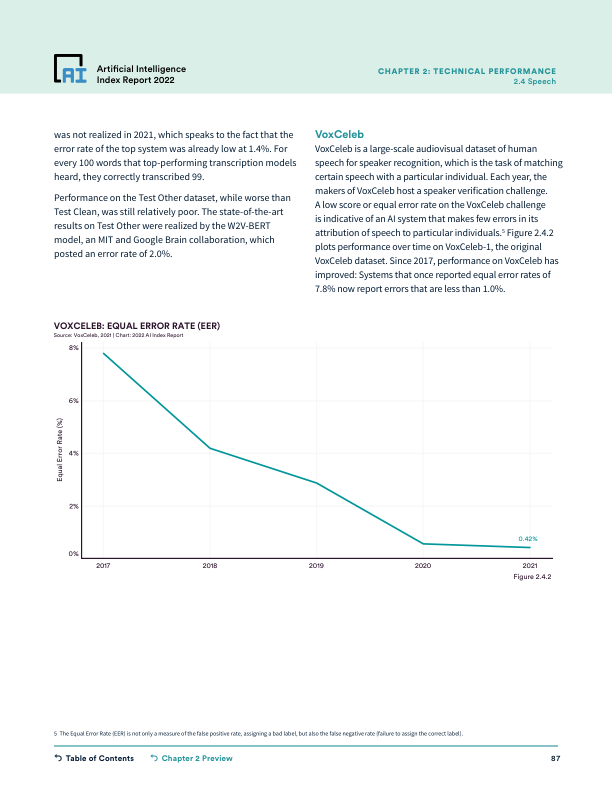 Artificial Intelligence
Index Report 2022
CHAPTER 2: TECHNICAL PERFORMANCE
2.4 Speech
was not realized in 2021, which speaks to the fact that the
error rate of the top system was already low at 1.4%. For
every 100 words that top-performing transcription models
heard, they correctly transcribed 99.
Performance on the Test Other dataset, while worse than
Test Clean, was still relatively poor. The state-of-the-art
results on Test Other were realized by the W2V-BERT
model, an MIT and Google Brain collaboration, which
posted an error rate of 2.0%.
VoxCeleb
VoxCeleb is a large-scale audiovisual dataset of human
speech for speaker recognition, which is the task of matching
certain speech with a particular individual. Each year, the
makers of VoxCeleb host a speaker verification challenge.
A low score or equal error rate on the VoxCeleb challenge
is indicative of an AI system that makes few errors in its
attribution of speech to particular individuals.⁵ Figure 2.4.2
plots performance over time on VoxCeleb-1, the original
VoxCeleb dataset. Since 2017, performance on VoxCeleb has
improved: Systems that once reported equal error rates of
7.8% now report errors that are less than 1.0%.
VOXCELEB: EQUAL ERROR RATE (EER)
Source: VoxCeleb, 2021 | Chart: 2022 AI Index Report
8%
6%
4%
2%
0%
Equal Error Rate (%)
0.42%
2017
2018
2019
2020
2021
Figure 2.4.2
5 The Equal Error Rate (EER) is not only a measure of the false positive rate, assigning a bad label, but also the false negative rate (failure to assign the correct label).
Table of Contents
Chapter 2 Preview
87